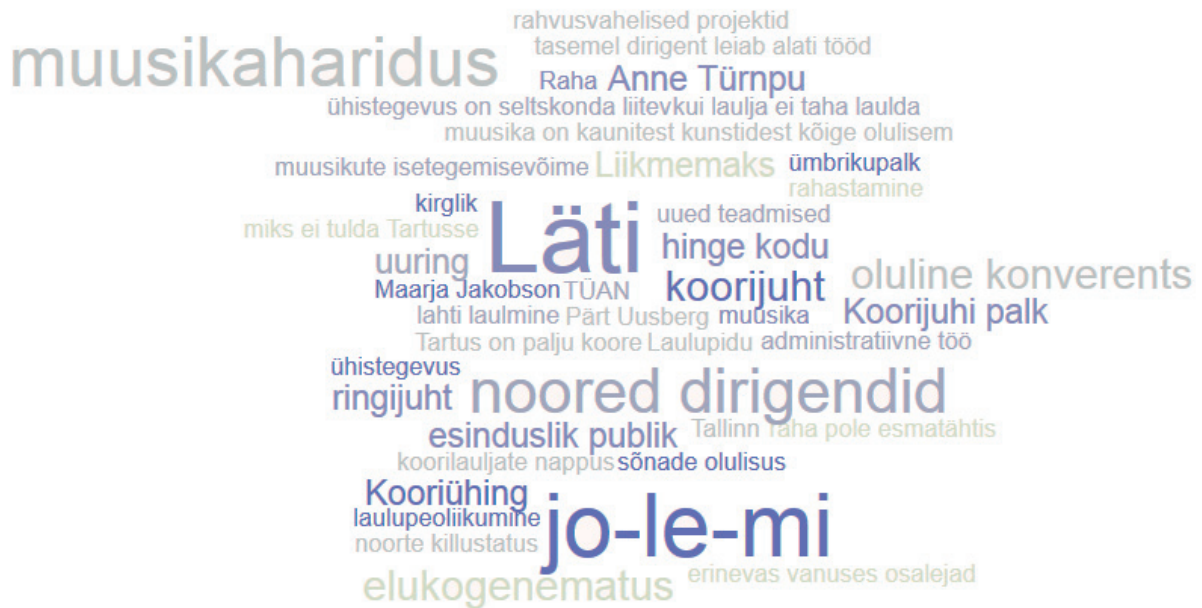 rahvusvahelised projektid
muusikaharidus
tasemel dirigent leiab alati tööd
Raha Anne Türnpu
ühistegevus on seltskonda liitevkui laulja ei taha laulda
muusika on kaunitest kunstidest kõige olulisem
muusikute isetegemisevõime Liikmemaks ümbrikupalk
rahastamine
kirglik
Läti uued teadmised
miks ei tulda Tartusse
hinge kodu
uuring
oluline konverents
Maarja Jakobson TÜAN koorijuht
lahti laulmine Pärt Uusberg muusika Koorijuhi palk
Tartus on palju koore Laulupidu administratiivne töö
ühistegevus
ringijuht noored dirigendid
esinduslik publik Tallinn raha pole esmatähtis
koorilauljate nappus sõnade olulisus
Kooriühing
laulupeoliikumine jo-le-mi
noorte killustatus
elukogenematus erinevas vanuses osalejad